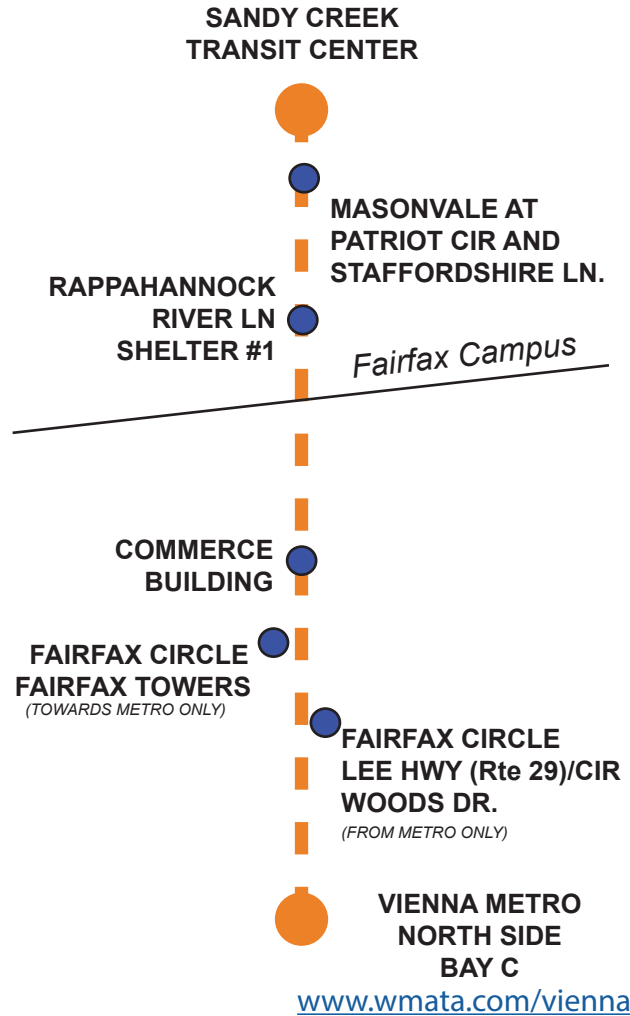 SANDY CREEK
TRANSIT CENTER
MASONVALE AT
PATRIOT CIR AND
STAFFORDSHIRE LN.
RAPPAHANNOCK
RIVER LN
SHELTER #1
Fairfax Campus
COMMERCE
BUILDING
FAIRFAX CIRCLE
FAIRFAX TOWERS
(TOWARDS METRO ONLY)
FAIRFAX CIRCLE
LEE HWY (Rte 29)/CIR
WOODS DR.
(FROM METRO ONLY)
VIENNA METRO
NORTH SIDE
BAY C
www.wmata.com/vienna